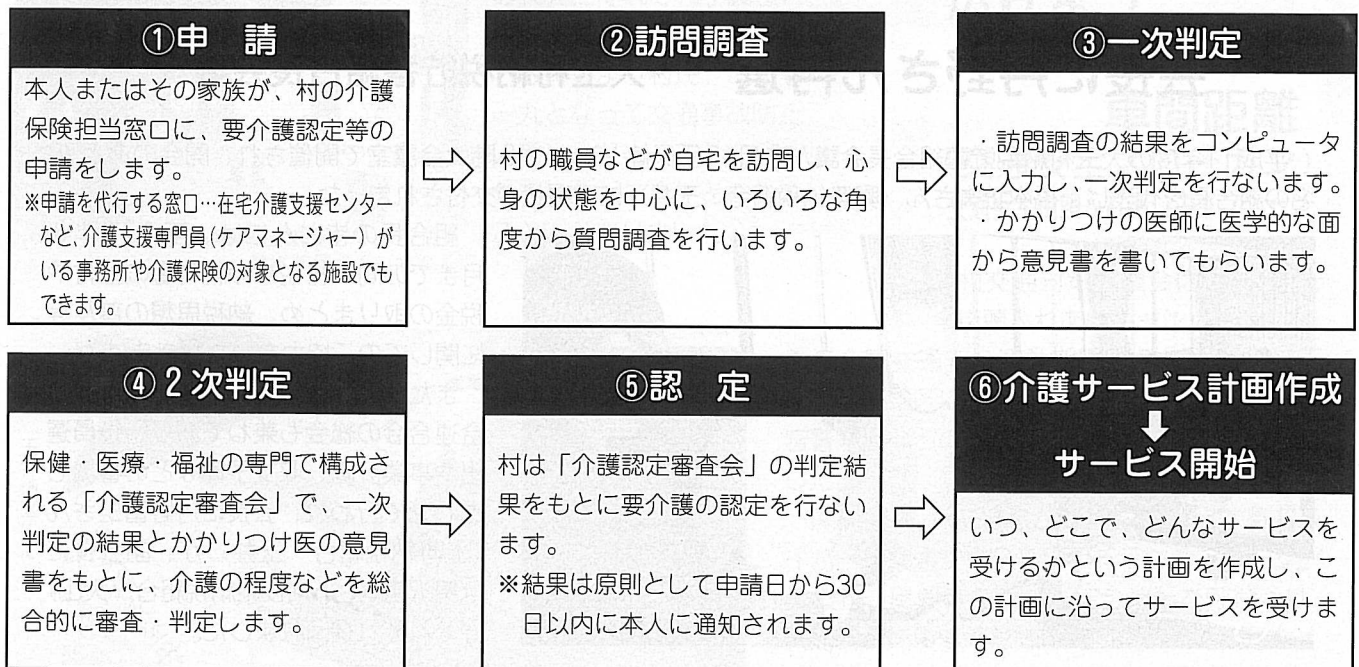 ①申　請
本人またはその家族が、村の介護
保険担当窓口に、要介護認定等の
申請をします。
※申請を代行する窓口…在宅介護支援センター
など、介護支援専門員(ケアマネージャー)が
いる事務所や介護保険の対象となる施設でも
できます。
②訪問調査
村の職員などが自宅を訪問し、心
身の状態を中心に、いろいろな角
度から質問調査を行います。
③一次判定
・訪問調査の結果をコンピュータ
に入力し、一次判定を行ないます。
・かかりつけの医師に医学的な面
から意見書を書いてもらいます。
④２次判定
保健・医療・福祉の専門で構成さ
れる「介護認定審査会」で、一次
判定の結果とかかりつけ医の意見
書をもとに、介護の程度などを総
合的に審査・判定します。
⑤認　定
村は「介護認定審査会」の判定結
果をもとに要介護の認定を行ない
ます。
※結果は原則として申請日から30
日以内に本人に通知されます。
⑥介護サービス計画作成
サービス開始
いつ、どこで、どんなサービスを
受けるかという計画を作成し、こ
の計画に沿ってサービスを受けま
す。